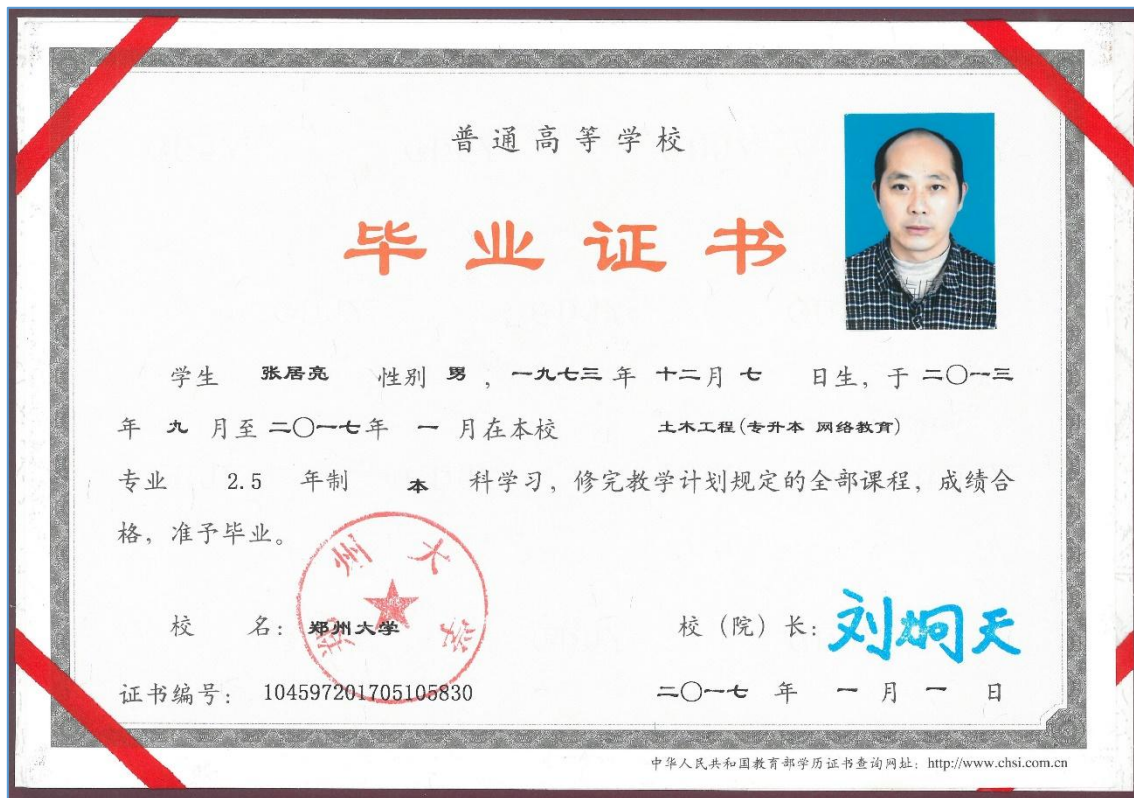 普通高等学校
毕业证书
学生 张居亮 性别 男，一九七三年 十二月 七 日生，于 二〇一三
年 九 月至 二〇一七年 一 月在本校 土木工程(专升本 网络教育)
专业 2.5 年制 本 科学习，修完教学计划规定的全部课程，成绩合
格，准予毕业。
郑州大学
校 名：郑州大学 校（院）长：刘炯天
证书编号： 104597201705105830 二〇一七 年 一 月 一 日
中华人民共和国教育部学历证书查询网址：http://www.chsi.com.cn